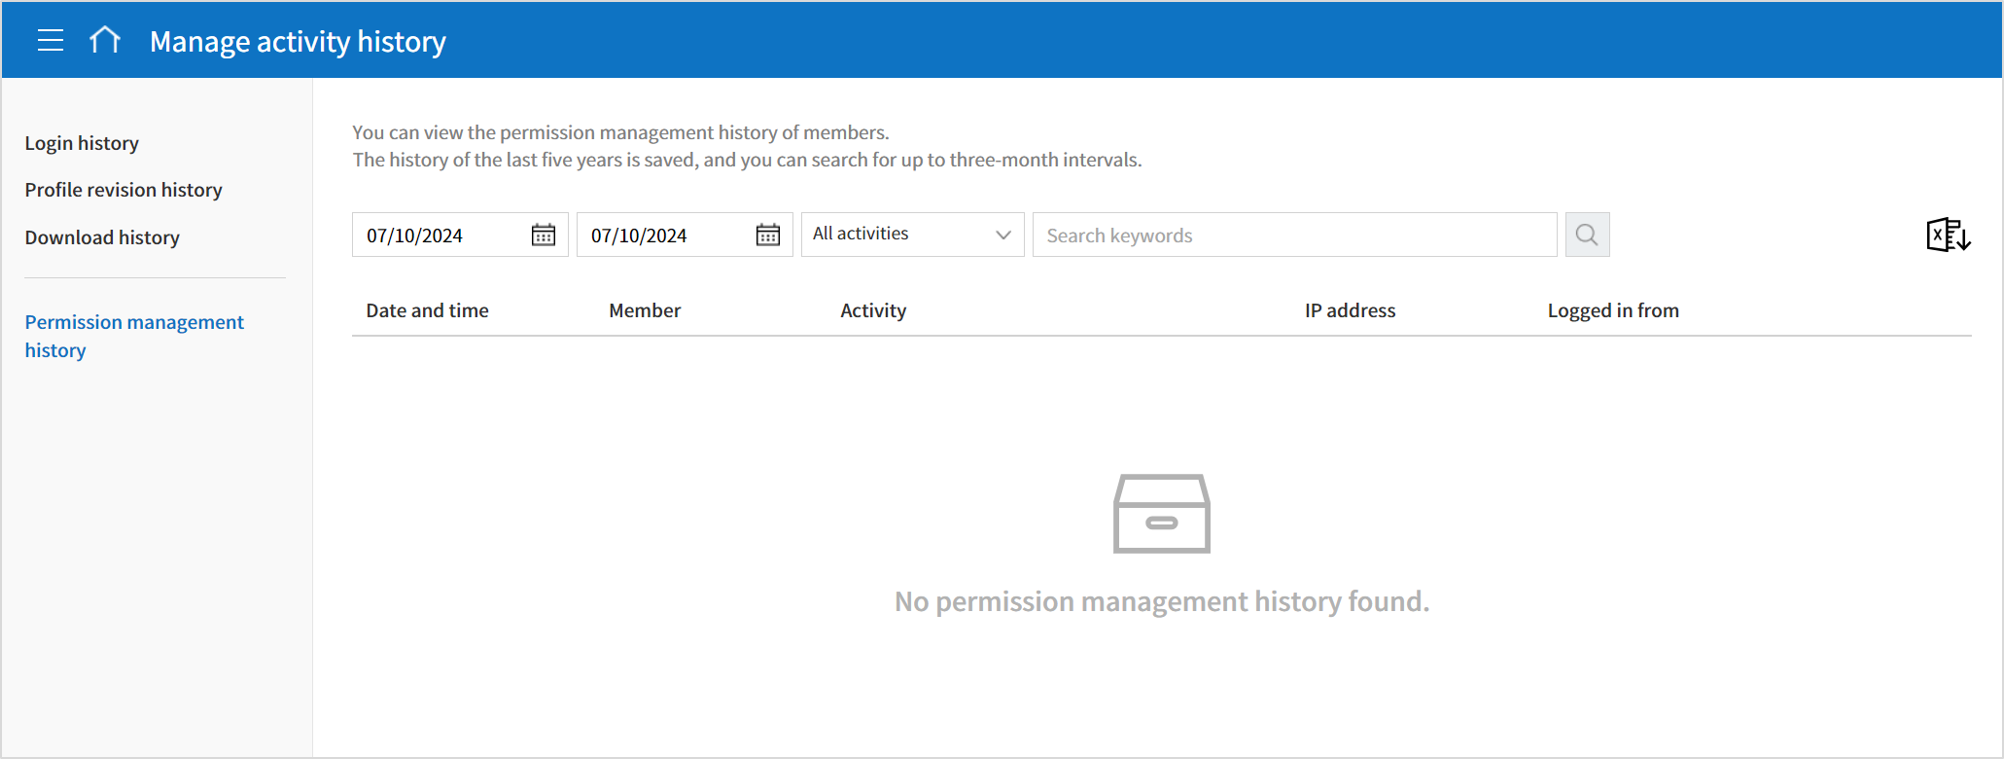 Manage activity history
Login history
Profile revision history
Download history
Permission management
history
You can view the permission management history of members.
The history of the last five years is saved, and you can search for up to three-month intervals.
07/10/2024 07/10/2024 All activities Search keywords
Date and time Member Activity IP address Logged in from
No permission management history found.